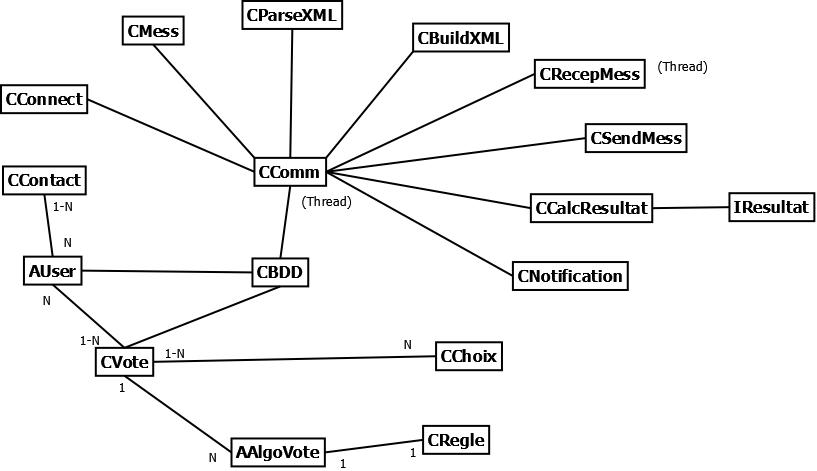 CParseXML
CMess
CBuildXML
CRecepMess
(Thread)
CConnect
CSendMess
CComm
CContact
(Thread)
1-N
CCalcResultat
IResultat
N
AUser
CBDD
CNotification
N
1-N
CVote
1-N
N
CChoix
1
N
AAlgoVote
1
1
CRegle